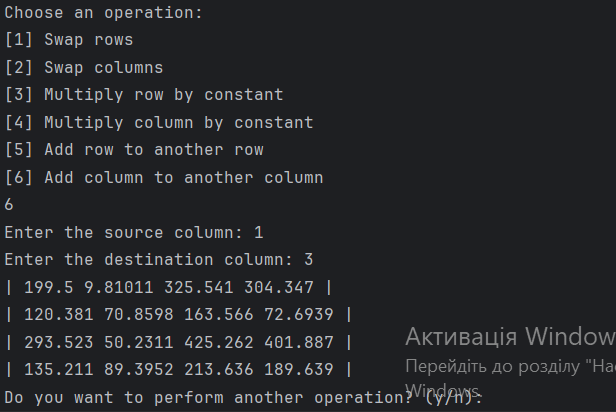 Choose an operation:
[1] Swap rows
[2] Swap columns
[3] Multiply row by constant
[4] Multiply column by constant
[5] Add row to another row
[6] Add column to another column
6
Enter the source column: 1
Enter the destination column: 3
| 199.5 9.81011 325.541 304.347 |
| 120.381 70.8598 163.566 72.6939 |
| 293.523 50.2311 425.262 401.887 |
| 135.211 89.3952 213.636 189.639 |
Do you want to perform another operation? (y/n):
Активація Window
Перейдіть до розділу "На
Windows.